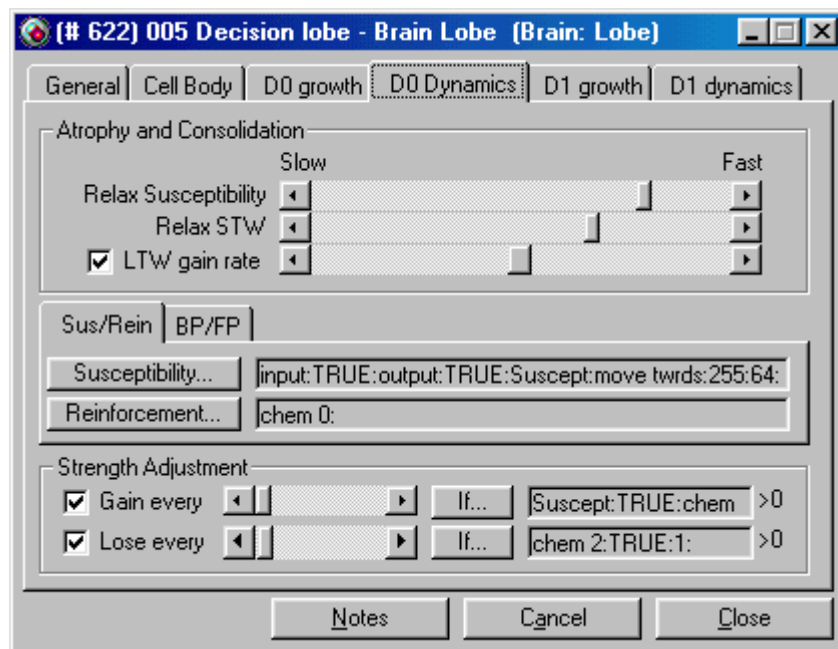 (# 622) 005 Decision lobe - Brain Lobe (Brain: Lobe)
General Cell Body D0 growth D0 Dynamics D1 growth D1 dynamics
Atrophy and Consolidation
Slow Fast
Relax Susceptibility
Relax STW
LTW gain rate
Sus/Rein BP/FP
Susceptibility... input:TRUE:output:TRUE:Suscept:move twrds:255:64:
Reinforcement... chem 0:
Strength Adjustment
Gain every If... Suscept:TRUE:chem >0
Lose every If... chem 2:TRUE:1: >0
Notes Cancel Close